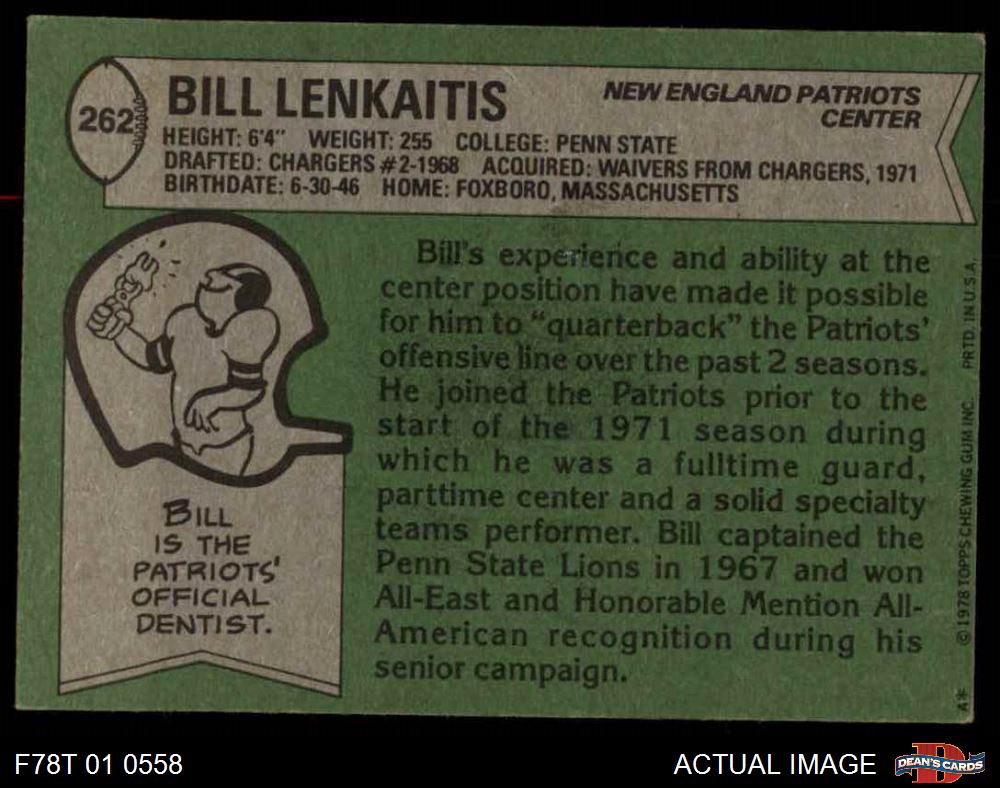 262
BILL LENKAITIS
NEW ENGLAND PATRIOTS
CENTER
HEIGHT: 6'4" WEIGHT: 255 COLLEGE: PENN STATE
DRAFTED: CHARGERS #2-1968 ACQUIRED: WAIVERS FROM CHARGERS, 1971
BIRTHDATE: 6-30-46 HOME: FOXBORO, MASSACHUSETTS
Bill's experience and ability at the
center position have made it possible
for him to "quarterback" the Patriots'
offensive line over the past 2 seasons.
He joined the Patriots prior to the
start of the 1971 season during
which he was a fulltime guard,
parttime center and a solid specialty
teams performer. Bill captained the
Penn State Lions in 1967 and won
All-East and Honorable Mention All-
American recognition during his
senior campaign.
BILL
IS THE
PATRIOTS'
OFFICIAL
DENTIST.
A* © 1978 TOPPS CHEWING GUM INC. PRTD. IN U.S.A.
F78T 01 0558
ACTUAL IMAGE
DEAN'S CARDS